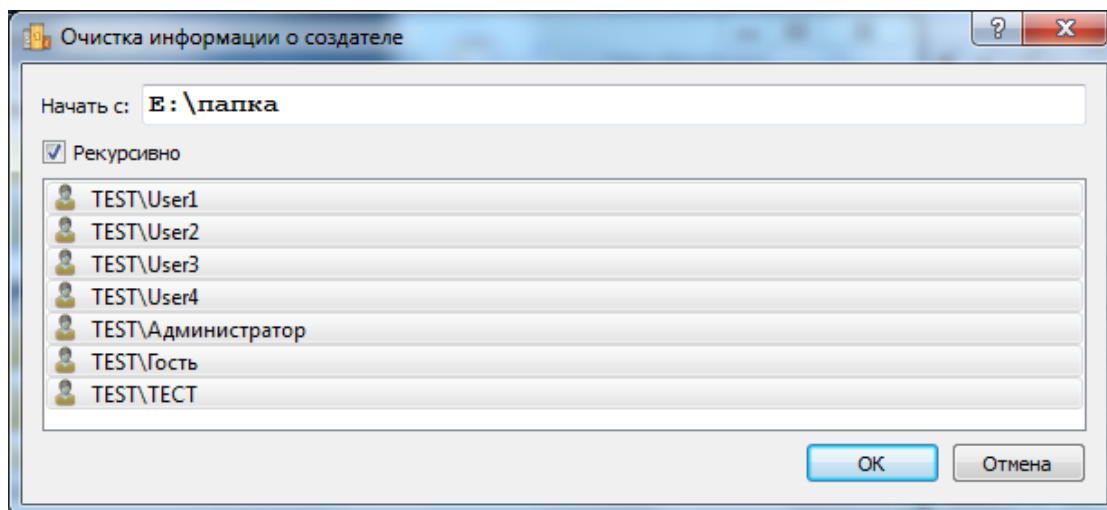 Очистка информации о создателе
Начать с: E:\папка
Рекурсивно
TEST\User1
TEST\User2
TEST\User3
TEST\User4
TEST\Администратор
TEST\Гость
TEST\ТЕСТ
OK Отмена